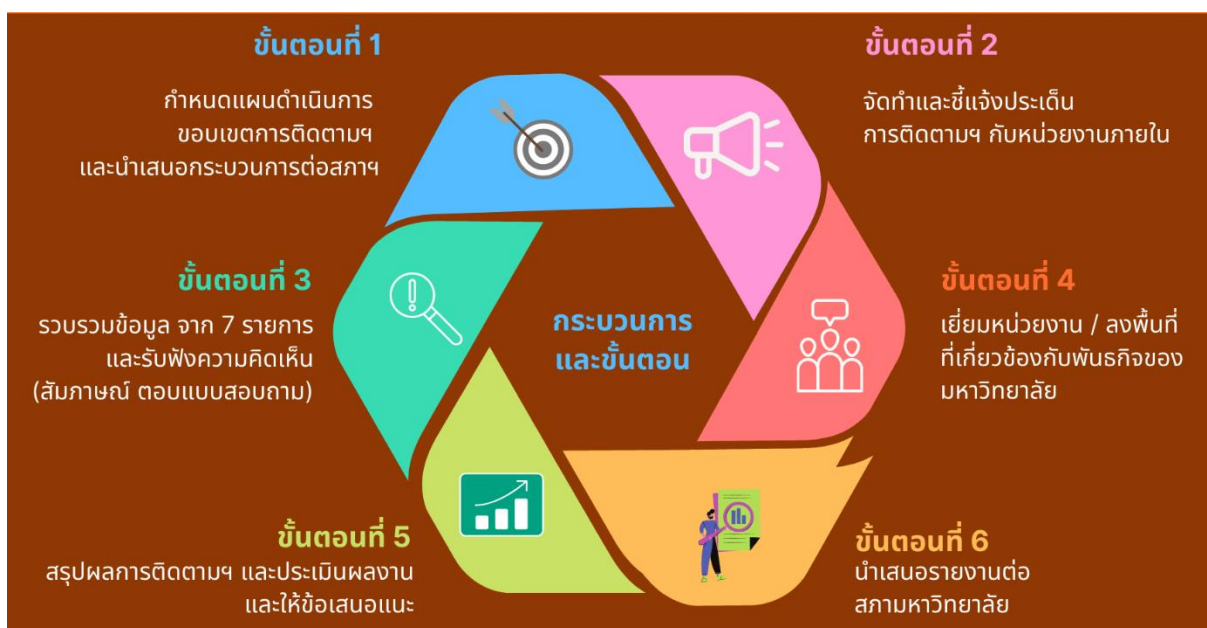 ขั้นตอนที่ 1
กำหนดแผนดำเนินการ
ขอบเขตการติดตามฯ
และนำเสนอกระบวนการต่อสภาฯ
ขั้นตอนที่ 2
จัดทำและชี้แจ้งประเด็น
การติดตามฯ กับหน่วยงานภายใน
ขั้นตอนที่ 3
รวบรวมข้อมูล จาก 7 รายการ
และรับฟังความคิดเห็น
(สัมภาษณ์ ตอบแบบสอบถาม)
กระบวนการ
และขั้นตอน
ขั้นตอนที่ 4
เยี่ยมหน่วยงาน / ลงพื้นที่
ที่เกี่ยวข้องกับพันธกิจของ
มหาวิทยาลัย
ขั้นตอนที่ 5
สรุปผลการติดตามฯ และประเมินผลงาน
และให้ข้อเสนอแนะ
ขั้นตอนที่ 6
นำเสนอรายงานต่อ
สภามหาวิทยาลัย